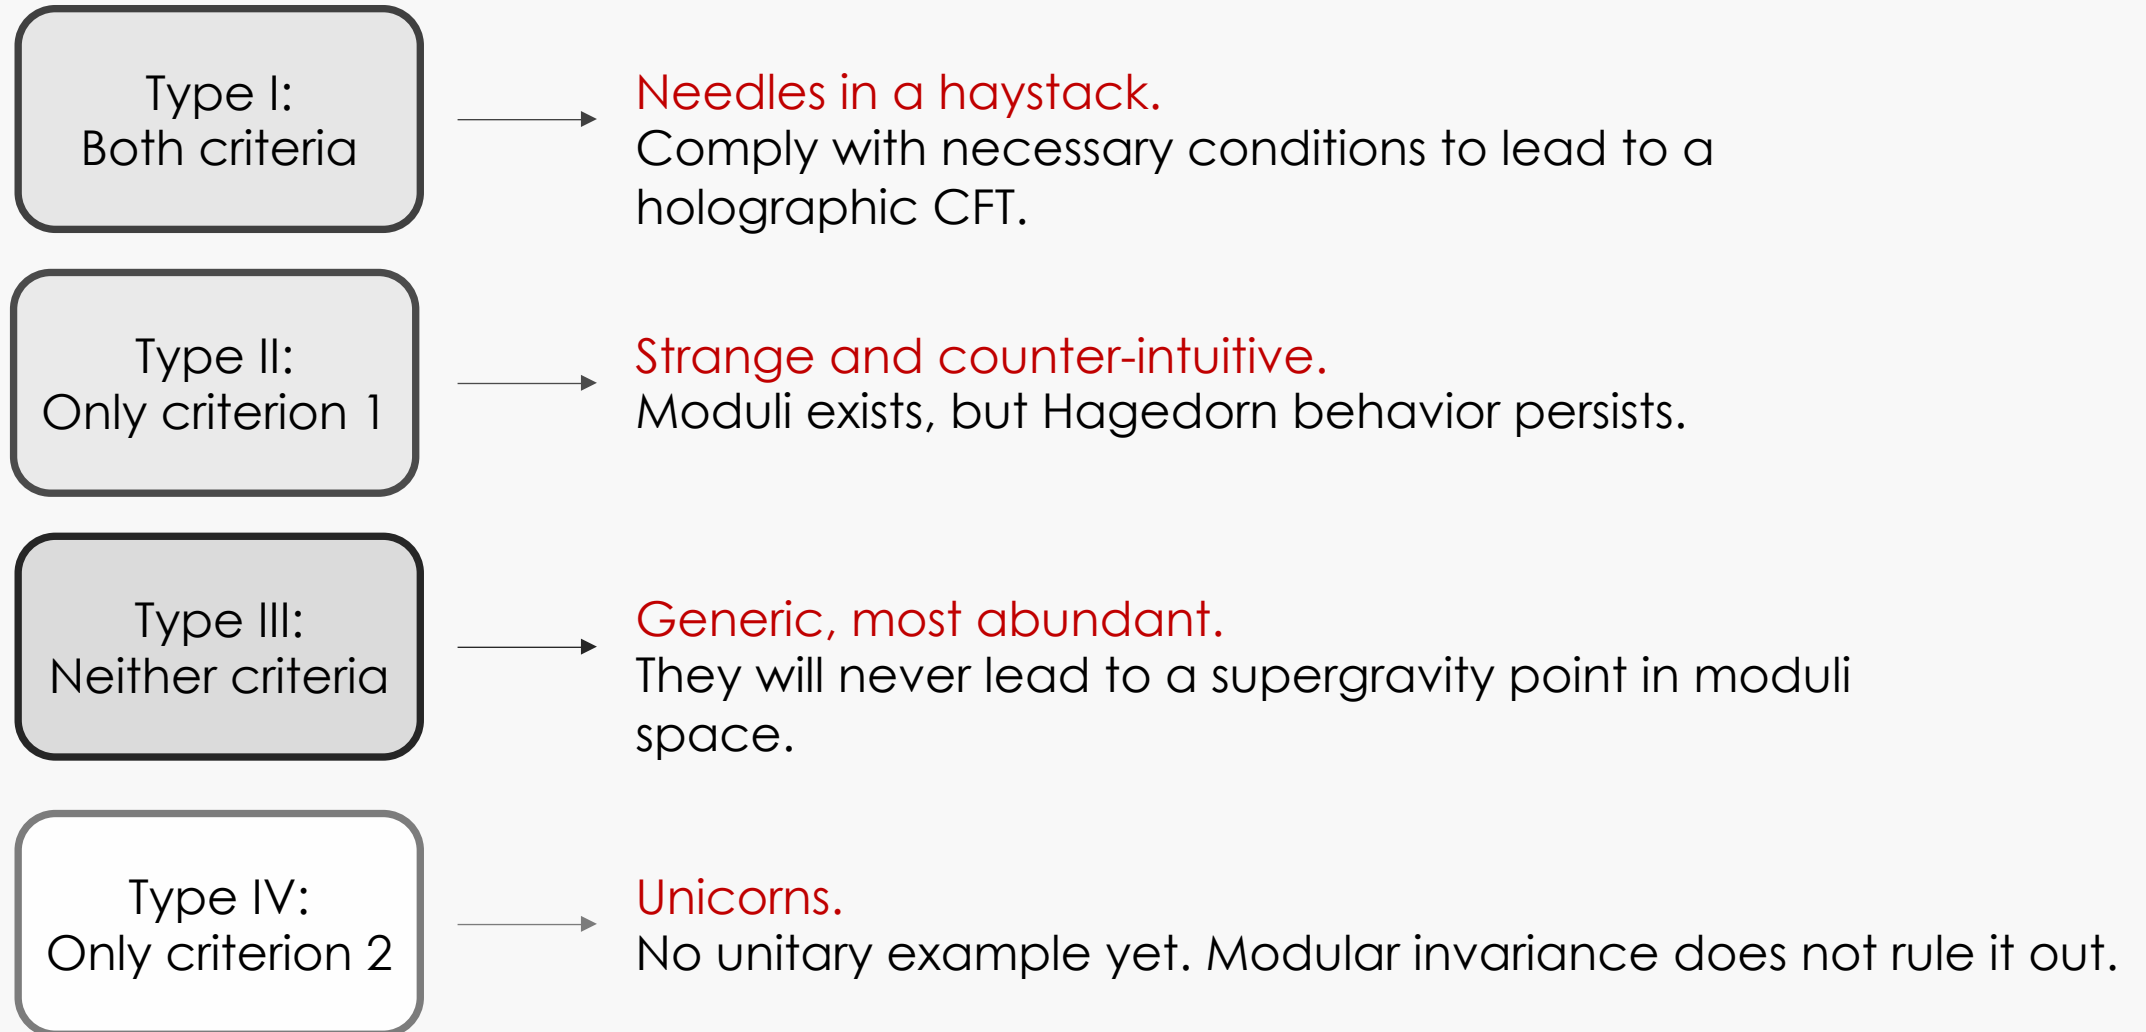 Type I:
Both criteria
Needles in a haystack.
Comply with necessary conditions to lead to a
holographic CFT.
Type II:
Only criterion 1
Strange and counter-intuitive.
Moduli exists, but Hagedorn behavior persists.
Type III:
Neither criteria
Generic, most abundant.
They will never lead to a supergravity point in moduli
space.
Type IV:
Only criterion 2
Unicorns.
No unitary example yet. Modular invariance does not rule it out.